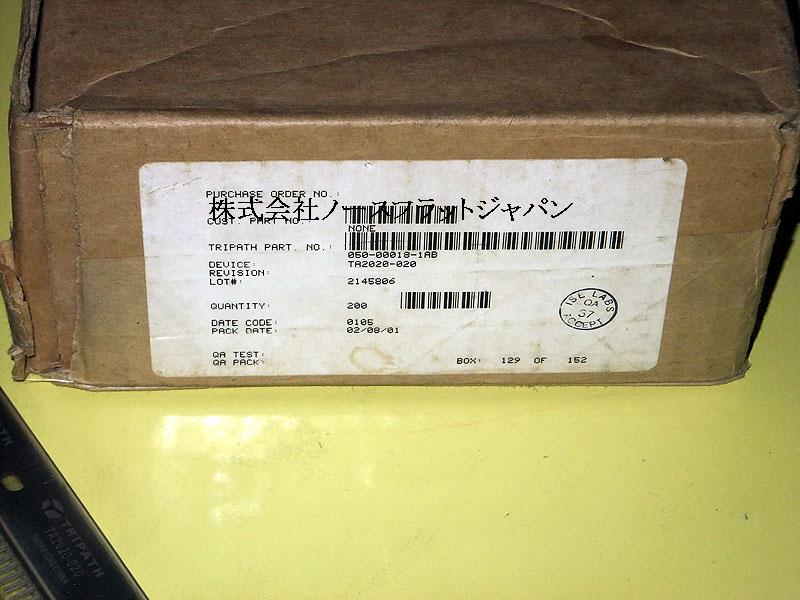 PURCHASE ORDER NO.:
株式会社ノースフラットジャパン
CUST. PART NO.:
NONE
TRIPATH PART. NO.:
050-00018-1AB
DEVICE: TA2020-020
REVISION:
LOT#: 2145806
QUANTITY: 200
ISE LABS
QA
57
ACCEPT
DATE CODE: 0105
PACK DATE: 02/08/01
QA TEST:
QA PACK:
BOX: 129 OF 152
TRIPATH
TA2020-020